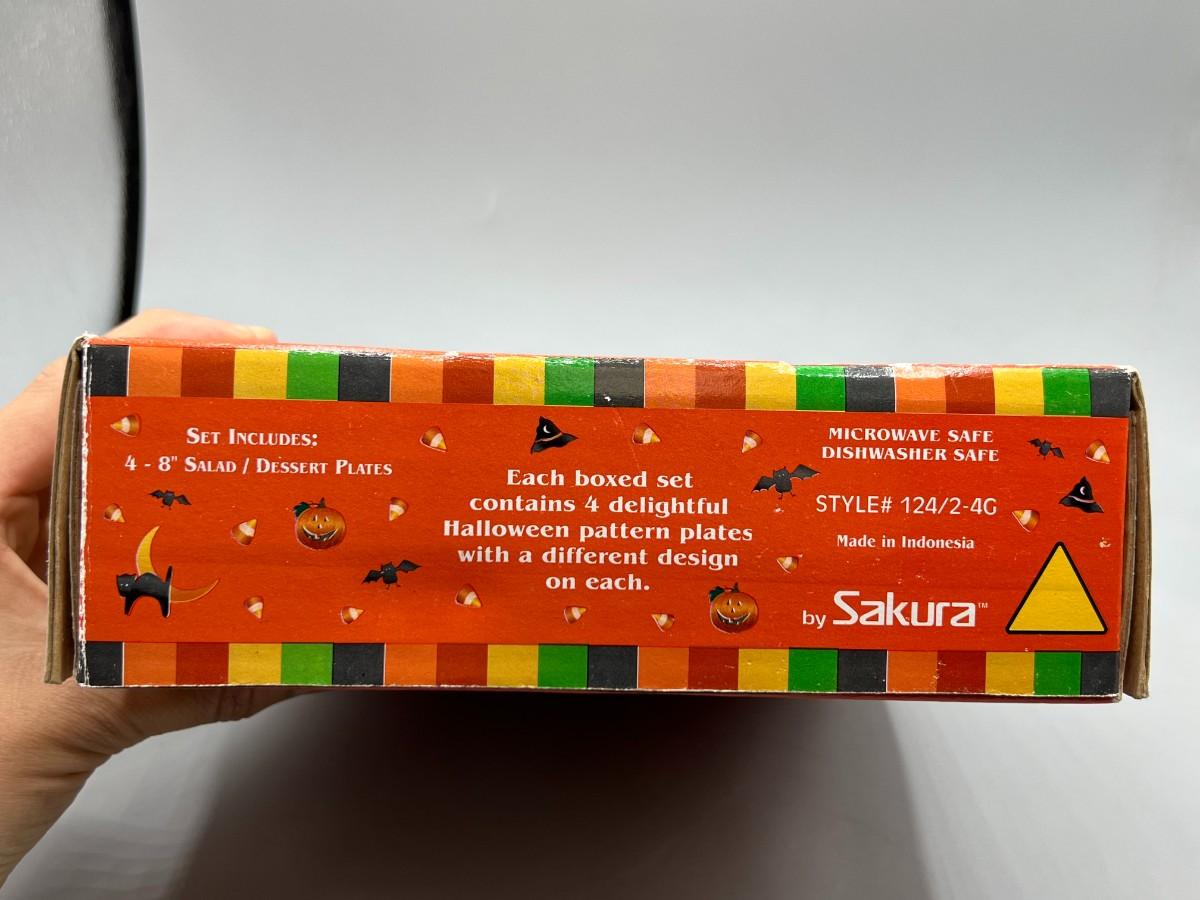 SET INCLUDES:
4 - 8" SALAD / DESSERT PLATES
Each boxed set
contains 4 delightful
Halloween pattern plates
with a different design
on each.
MICROWAVE SAFE
DISHWASHER SAFE
STYLE# 124/2-4G
Made in Indonesia
by Sakura™